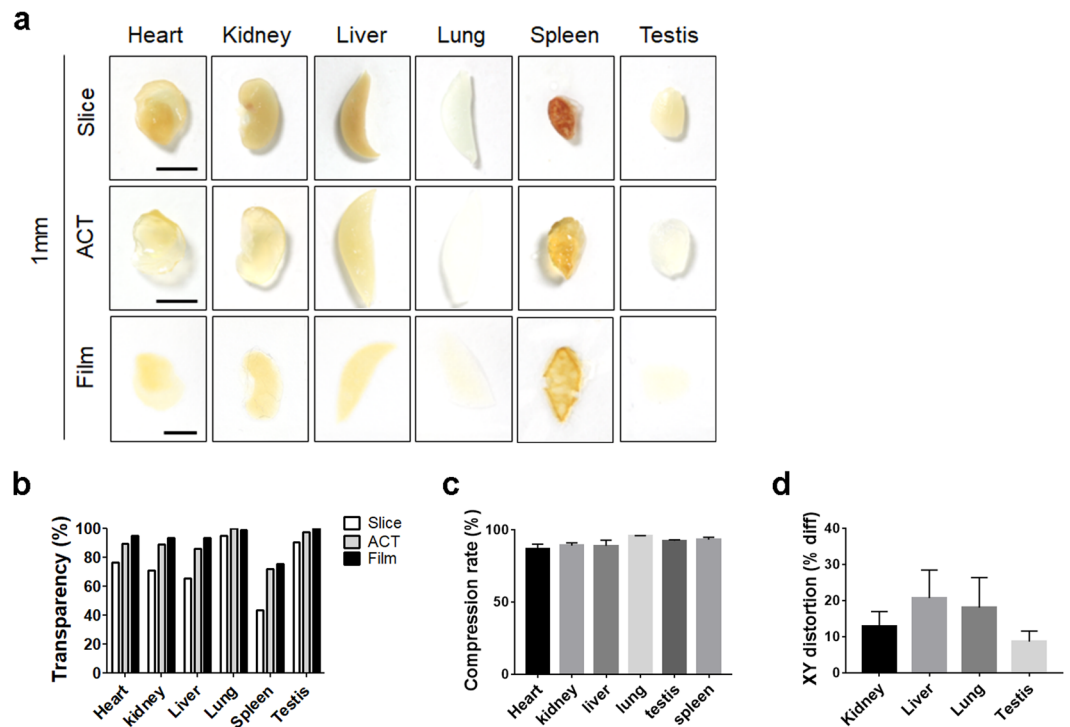 a
Heart Kidney Liver Lung Spleen Testis
1mm
Slice
ACT
Film
b
Transparency (%)
100
80
60
40
20
0
Heart kidney Liver Lung Spleen Testis
Slice
ACT
Film
c
Compression rate (%)
100
50
0
Heart kidney liver lung testis spleen
d
XY distortion (% diff)
40
30
20
10
0
Kidney Liver Lung Testis